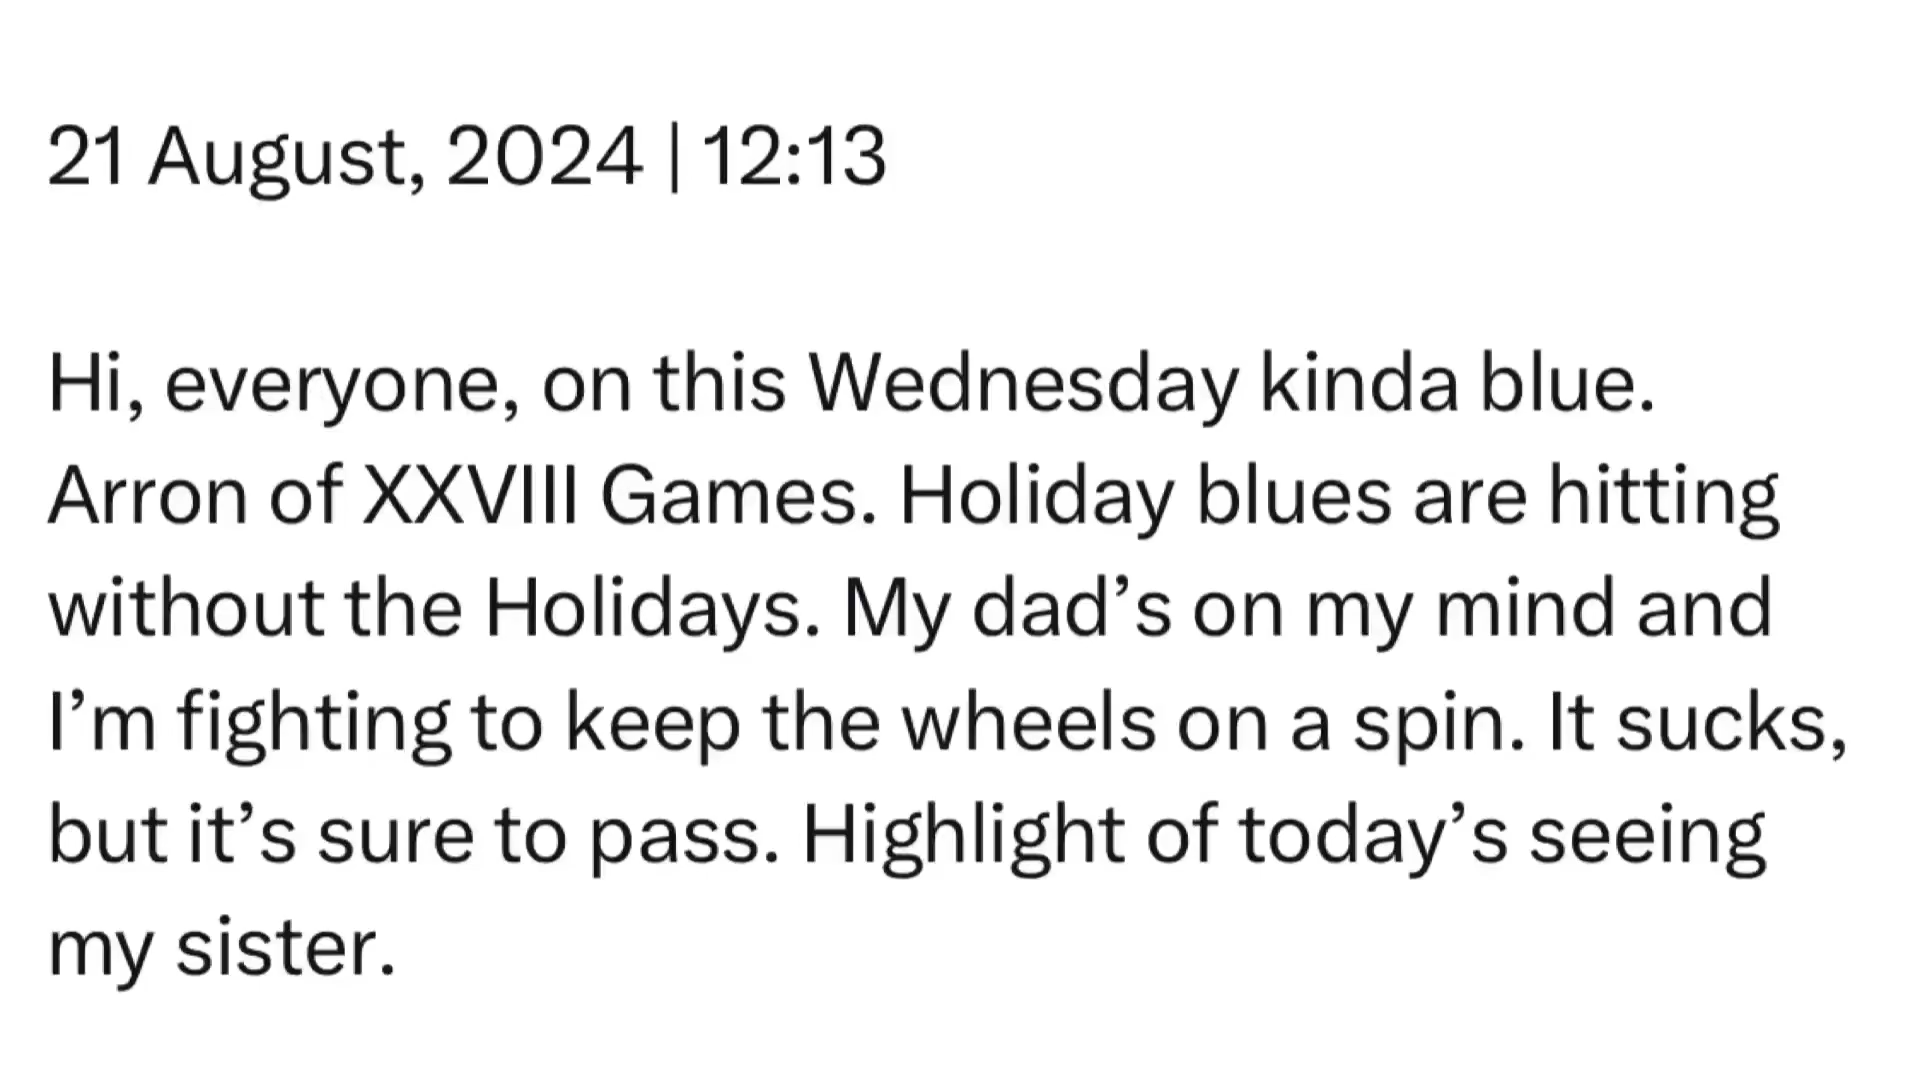 21 August, 2024 | 12:13
Hi, everyone, on this Wednesday kinda blue.
Arron of XXVIII Games. Holiday blues are hitting
without the Holidays. My dad’s on my mind and
I’m fighting to keep the wheels on a spin. It sucks,
but it’s sure to pass. Highlight of today’s seeing
my sister.